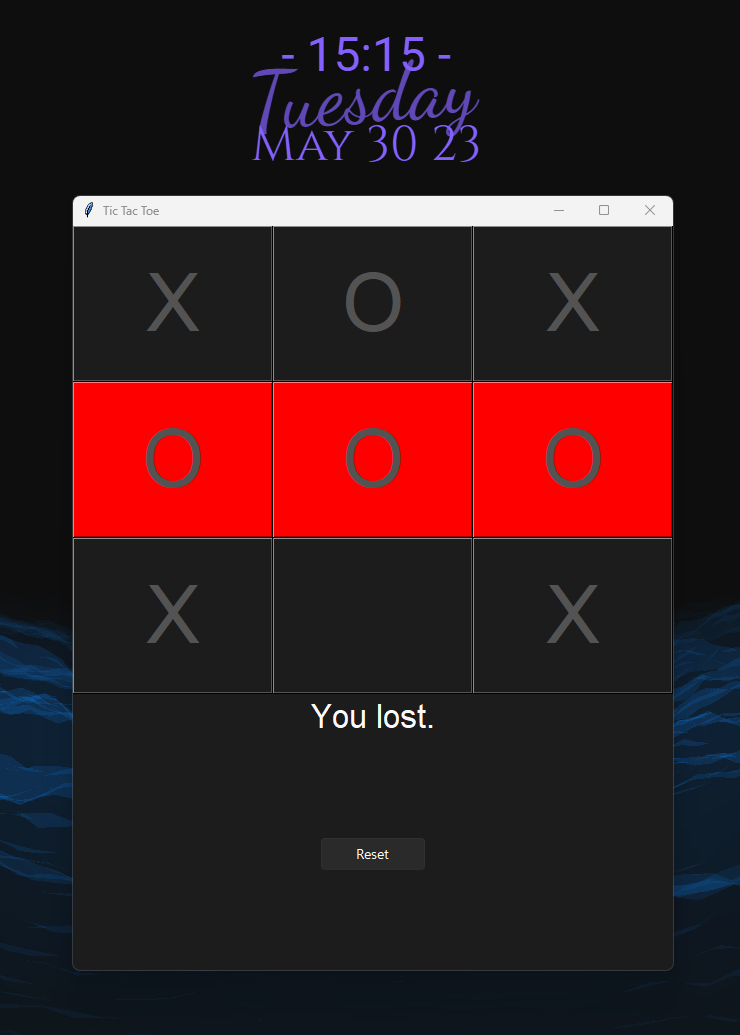 - 15:15 -
Tuesday
May 30 23
Tic Tac Toe
X O X
O O O
X X
You lost.
Reset